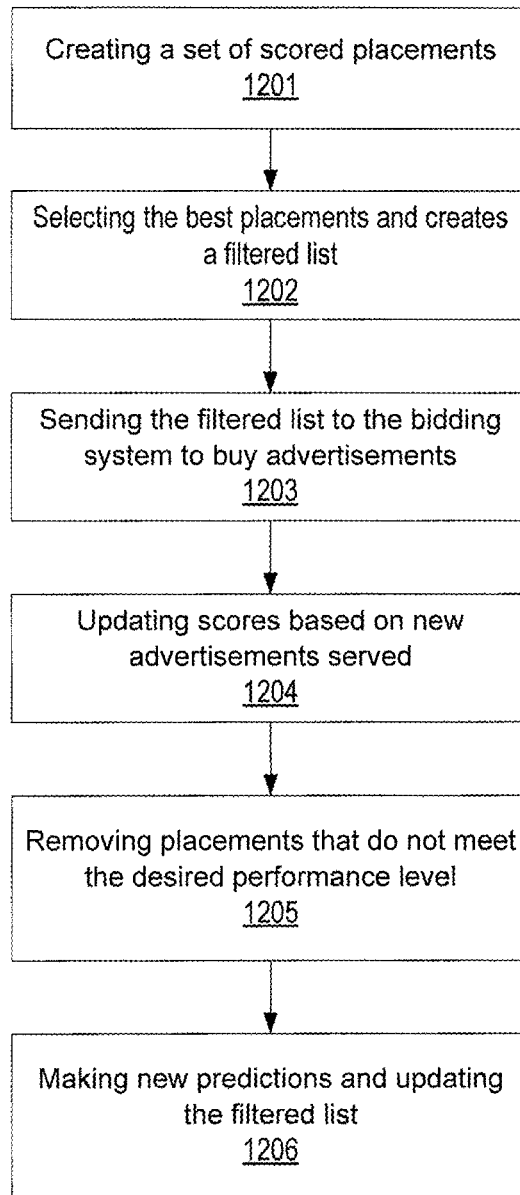 Creating a set of scored placements
1201
Selecting the best placements and creates
a filtered list
1202
Sending the filtered list to the bidding
system to buy advertisements
1203
Updating scores based on new
advertisements served
1204
Removing placements that do not meet
the desired performance level
1205
Making new predictions and updating
the filtered list
1206